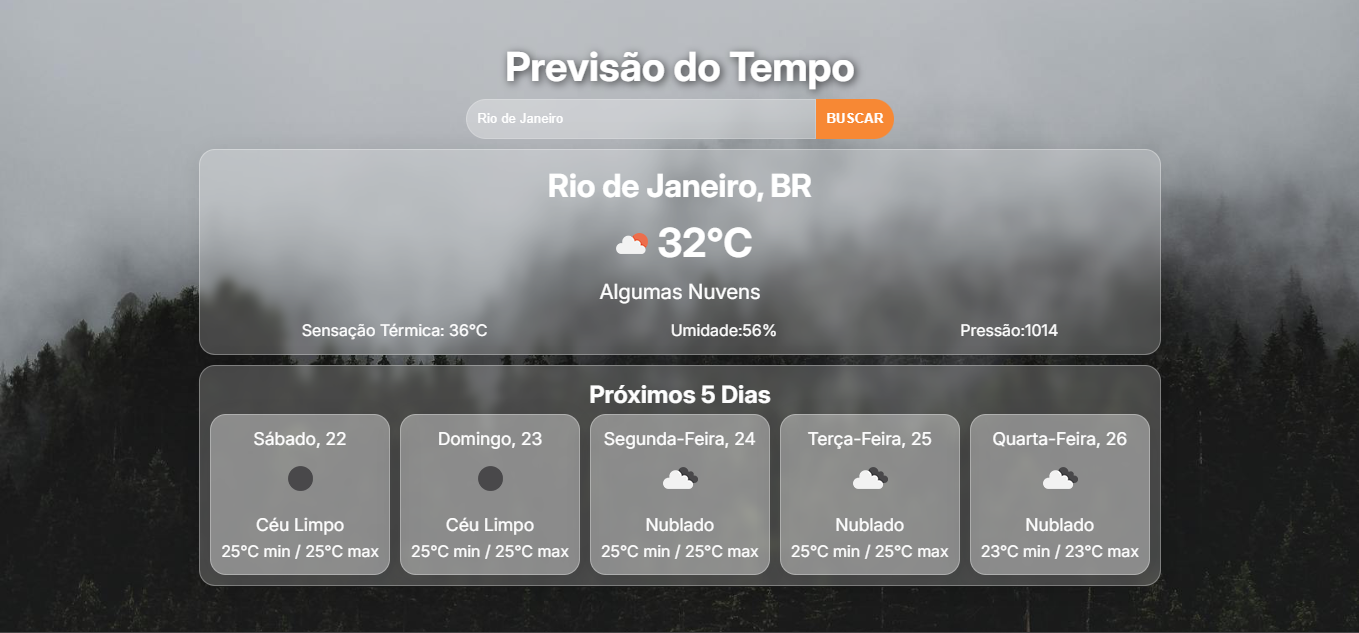 Previsão do Tempo
Rio de Janeiro BUSCAR
Rio de Janeiro, BR
32°C
Algumas Nuvens
Sensação Térmica: 36°C Umidade:56% Pressão:1014
Próximos 5 Dias
Sábado, 22 Domingo, 23 Segunda-Feira, 24 Terça-Feira, 25 Quarta-Feira, 26
Céu Limpo Céu Limpo Nublado Nublado Nublado
25°C min / 25°C max 25°C min / 25°C max 25°C min / 25°C max 25°C min / 25°C max 23°C min / 23°C max